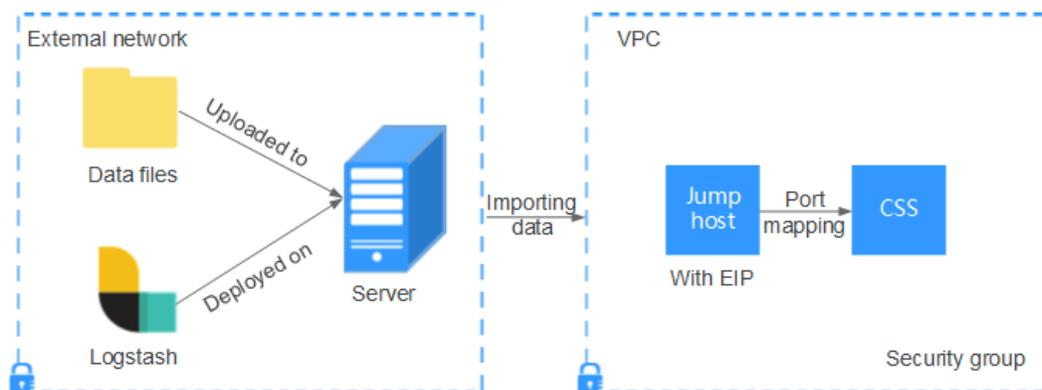 External network
Data files
Uploaded to
Logstash
Deployed on
Server
Importing
data
VPC
Jump
host
With EIP
Port
mapping
CSS
Security group